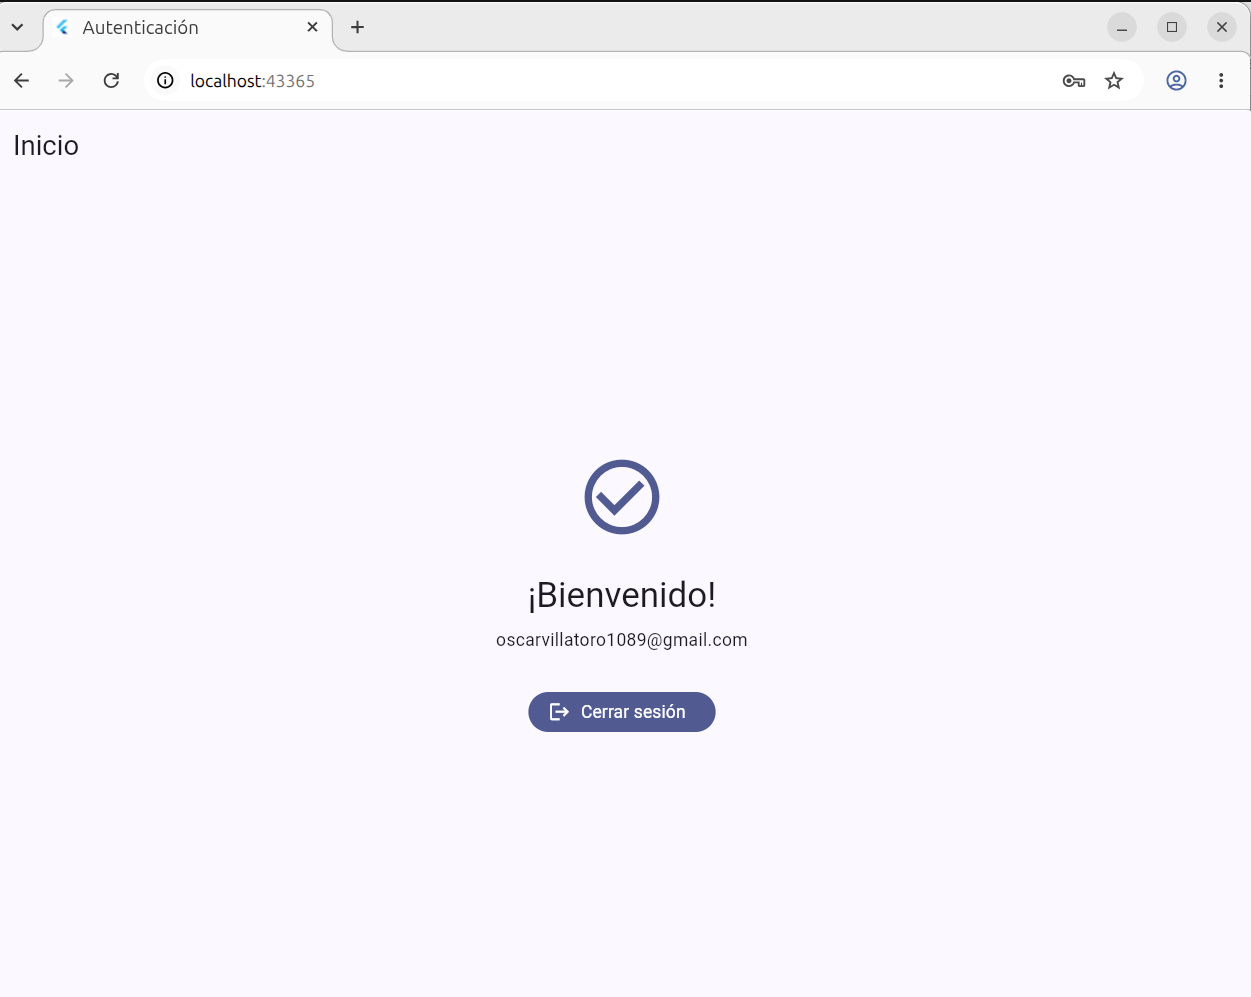 Autenticación
localhost:43365
Inicio
¡Bienvenido!
oscarvillatoro1089@gmail.com
Cerrar sesión